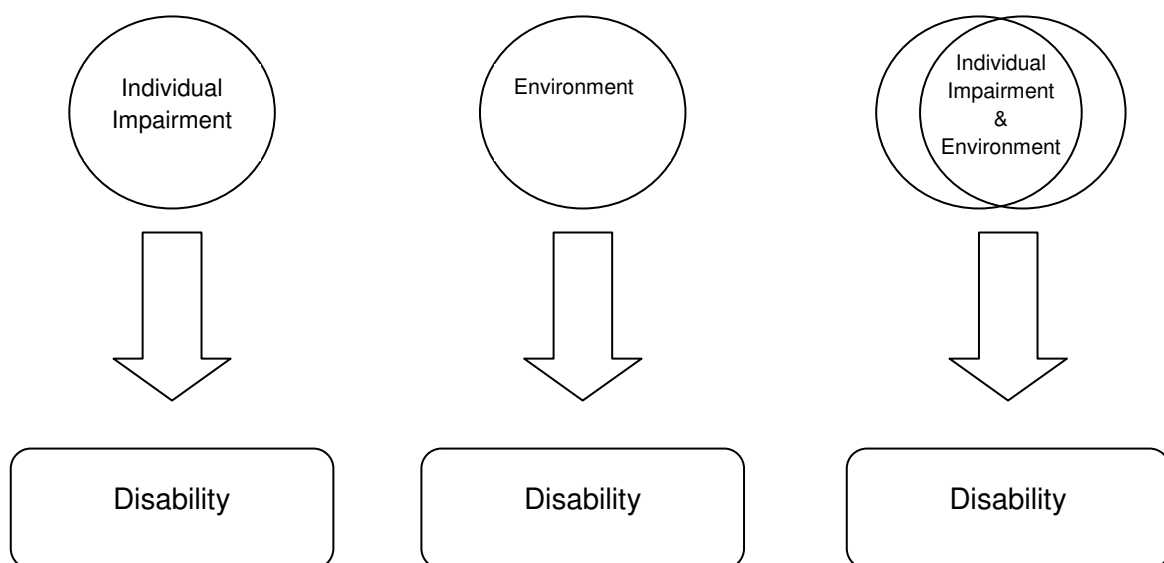 Individual
Impairment
Environment
Individual
Impairment
&
Environment
Disability
Disability
Disability